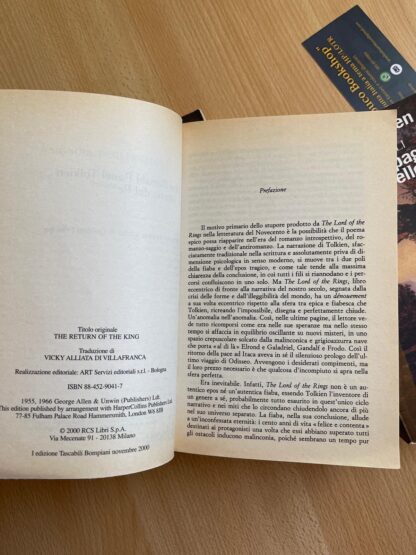 Titolo originale
THE RETURN OF THE KING
Traduzione di
VICKY ALLIATA DI VILLAFRANCA
Realizzazione editoriale: ART Servizi editoriali s.r.l. - Bologna
ISBN 88-452-9041-7
1955, 1966 George Allen & Unwin (Publishers) Ltd.
This edition published by arrangement with HarperCollins Publishers Ltd.
77-85 Fulham Palace Road Hammersmith, London W6 8JB
© 2000 RCS Libri S.p.A.
Via Mecenate 91 - 20138 Milano
I edizione Tascabili Bompiani novembre 2000
Prefazione
Il motivo primario dello stupore prodotto da The Lord of the
Rings nella letteratura del Novecento è la possibilità che il poema
epico possa riapparire nell'era del romanzo introspettivo, del ro-
manzo-saggio e dell'antiromanzo. La narrazione di Tolkien, sfac-
ciatamente tradizionale nella scrittura e assolutamente priva di di-
mensione psicologica in senso moderno, si muove tra i due poli
della fiaba e dell'epos tragico, e come tale tende alla massima
chiarezza della conclusione, in cui tutti i fili si riannodano e i per-
corsi confluiscono in uno solo. Ma The Lord of the Rings, libro
eccentrico di fronte alla narrativa del nostro secolo, segnata dalla
crisi delle forme e dall'illeggibilità del mondo, ha un dénouement
a sua volta eccentrico rispetto alla sfera tra epica e fiabesca che
Tolkien, ricreando l'impossibile, disegna e perfettamente chiude.
Un'anomalia nell'anomalia. Così, nelle ultime pagine, il lettore ve-
de tutto ricomporsi come era nelle sue speranze ma nello stesso
tempo si affaccia in equilibrio oscillante su nuovi misteri, in uno
spazio crepuscolare solcato dalla malinconica e grigioazzurra nave
che porta «al di là» Elrond e Galadriel, Gandalf e Frodo. Così il
ritorno della pace ad Itaca aveva in sé il silenzioso prologo dell'ul-
timo viaggio di Odisseo. Avvengono i desiderati compimenti, ma
il loro prezzo necessario è che qualcosa d'incompiuto si apra nella
sfera perfetta.
Era inevitabile. Infatti, The Lord of the Rings non è un au-
tentico epos né un'autentica fiaba, essendo Tolkien l'inventore di
un genere a sé, probabilmente tutto esaurito in quest'unico ciclo
narrativo e nei miti che lo circondano chiudendolo ancora di più
nel suo universo separato. La fiaba, nella sua conclusione, allude
a un'inconfessata eternità: i cento anni di vita «felice e contenta»
destinati ai protagonisti una volta che essi abbiano superato tutti
gli ostacoli inducono malinconia, poiché sembrano un tempo pur
Bookshop"